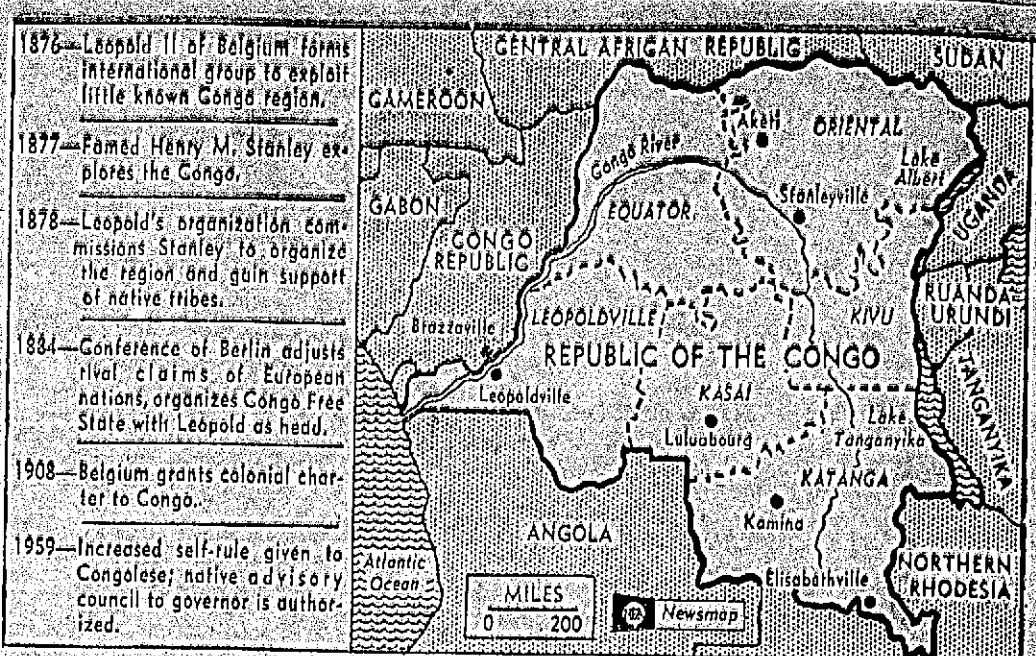 1876—Leopold II of Belgium forms
international group to exploit
little known Congo region.
1877—Famed Henry M. Stanley ex-
plores the Congo.
1878—Leopold's organization com-
missions Stanley to organize
the region and gain support
of native tribes.
1884—Conference of Berlin adjusts
rival claims of European
nations, organizes Congo Free
State with Leopold as head.
1908—Belgium grants colonial char-
ter to Congo.
1959—Increased self-rule given to
Congolese; native advisory
council to governor is author-
ized.
CENTRAL AFRICAN REPUBLIC
SUDAN
CAMEROON
Aketi
ORIENTAL
Congo River
Lake
Albert
Stanleyville
GABON
EQUATOR
UGANDA
CONGO
REPUBLIC
RUANDA
URUNDI
LEOPOLDVILLE
KIVU
Brazzaville
REPUBLIC OF THE CONGO
TANGANYIKA
Leopoldville
KASAI
Luluabourg
Lake
Tanganyika
KATANGA
Kamina
ANGOLA
Atlantic
Ocean
Elisabethville
NORTHERN
RHODESIA
MILES
0 200
Newsmap